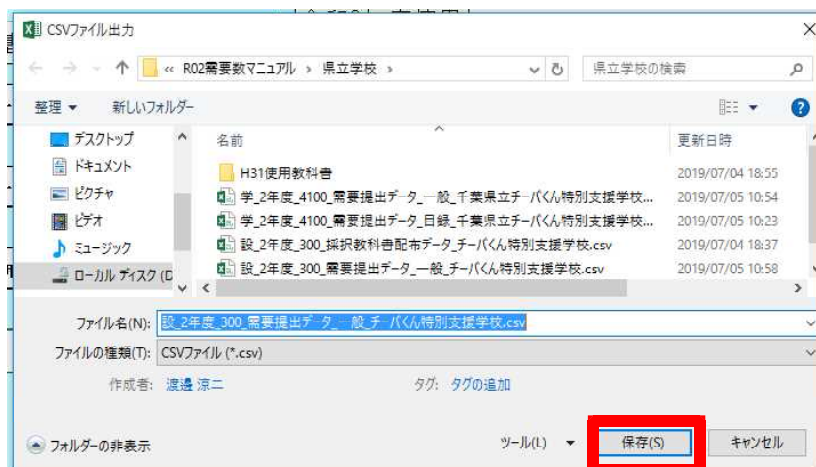 CSVファイル出力
« R02需要数マニュアル › 県立学校 ›
県立学校の検索
整理 ▼ 新しいフォルダー
デスクトップ
ドキュメント
ピクチャ
ビデオ
ミュージック
ローカル ディスク (C
名前 更新日時
H31使用教科書 2019/07/04 18:55
学_2年度_4100_需要提出データ_一般_千葉県立チーバくん特別支援学校... 2019/07/05 10:54
学_2年度_4100_需要提出データ_目録_千葉県立チーバくん特別支援学校... 2019/07/05 10:23
設_2年度_300_採択教科書配布データ_チーバくん特別支援学校.csv 2019/07/04 18:37
設_2年度_300_需要提出データ_一般_チーバくん特別支援学校.csv 2019/07/05 10:58
ファイル名(N): 設_2年度_300_需要提出データ_一般_チーバくん特別支援学校.csv
ファイルの種類(T): CSVファイル (*.csv)
作成者: 渡邊 涼二 タグ: タグの追加
フォルダーの非表示 ツール(L) ▼ 保存(S) キャンセル